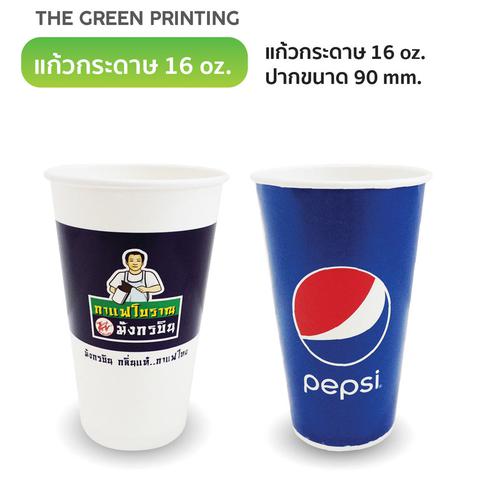 THE GREEN PRINTING
แก้วกระดาษ 16 oz.
แก้วกระดาษ 16 oz.
ปากขนาด 90 mm.
กาแฟโบราณ
มังกรบิน
มังกรบิน กลิ่นแท้..กาแฟไทย
pepsi